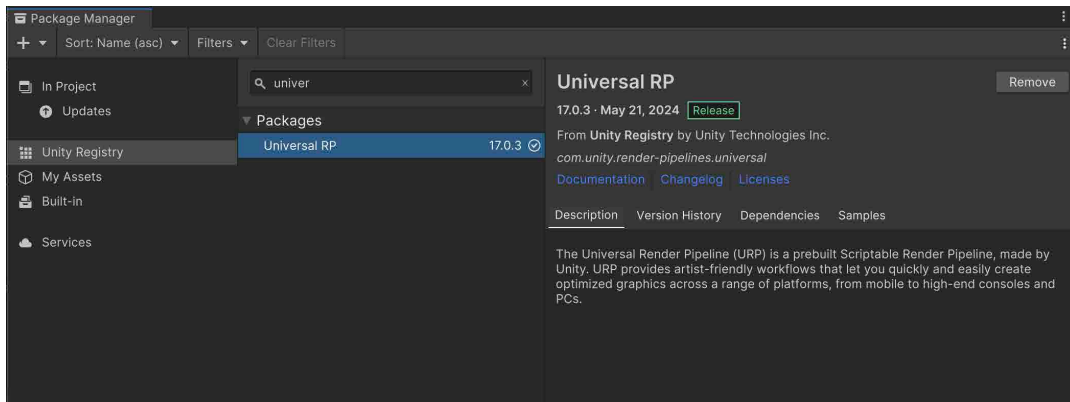 Package Manager
Sort: Name (asc) Filters Clear Filters
In Project
Updates
Unity Registry
My Assets
Built-in
Services
univer
Packages
Universal RP 17.0.3
Universal RP
Remove
17.0.3 · May 21, 2024 Release
From Unity Registry by Unity Technologies Inc.
com.unity.render-pipelines.universal
Documentation Changelog Licenses
Description Version History Dependencies Samples
The Universal Render Pipeline (URP) is a prebuilt Scriptable Render Pipeline, made by
Unity. URP provides artist-friendly workflows that let you quickly and easily create
optimized graphics across a range of platforms, from mobile to high-end consoles and
PCs.